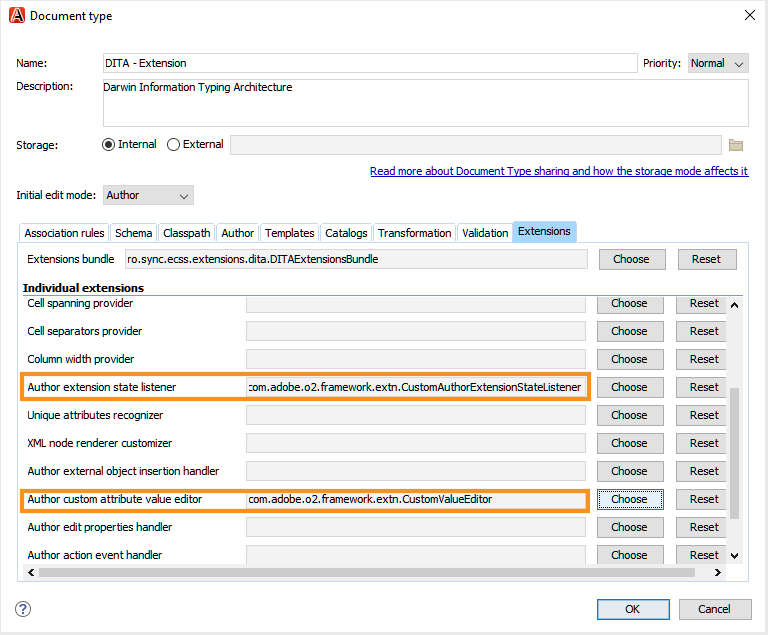 Document type
Name: DITA - Extension Priority: Normal
Description: Darwin Information Typing Architecture
Storage: Internal External
Read more about Document Type sharing and how the storage mode affects it
Initial edit mode: Author
Association rules Schema Classpath Author Templates Catalogs Transformation Validation Extensions
Extensions bundle ro.sync.ecss.extensions.dita.DITAExtensionsBundle Choose Reset
Individual extensions
Cell spanning provider Choose Reset
Cell separators provider Choose Reset
Column width provider Choose Reset
Author extension state listener com.adobe.o2.framework.extn.CustomAuthorExtensionStateListener Choose Reset
Unique attributes recognizer Choose Reset
XML node renderer customizer Choose Reset
Author external object insertion handler Choose Reset
Author custom attribute value editor com.adobe.o2.framework.extn.CustomValueEditor Choose Reset
Author edit properties handler Choose Reset
Author action event handler Choose Reset
? OK Cancel